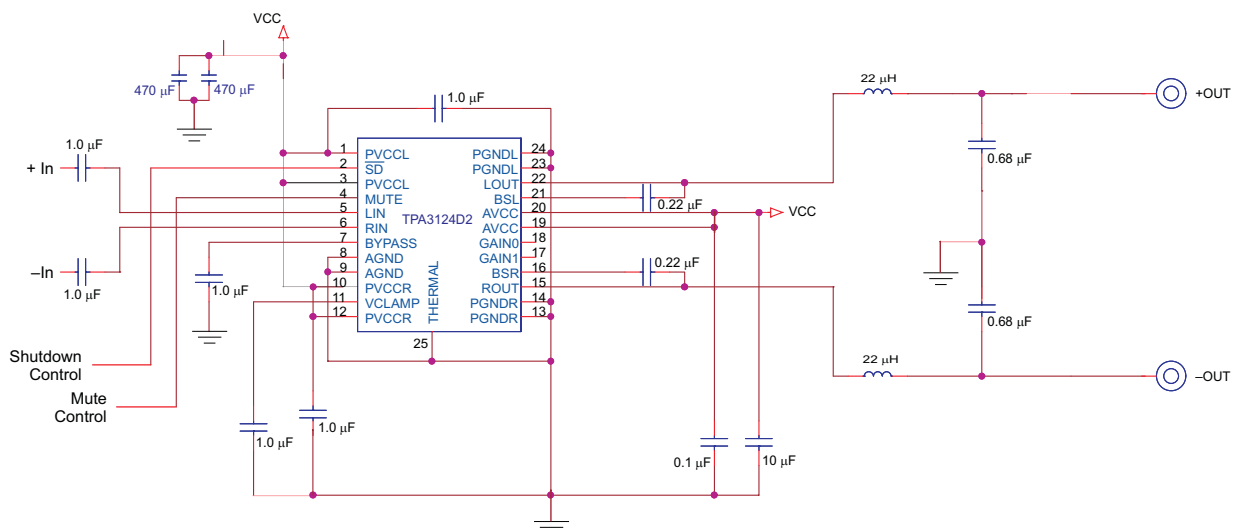 VCC
470 μF
470 μF
1.0 μF
1.0 μF
+ In
–In
1.0 μF
1.0 μF
Shutdown
Control
Mute
Control
1.0 μF
1.0 μF
TPA3124D2
THERMAL
25
1 PVCCL
2 SD
3 PVCCL
4 MUTE
5 LIN
6 RIN
7 BYPASS
8 AGND
9 AGND
10 PVCCR
11 VCLAMP
12 PVCCR
PGNDL 24
PGNDL 23
LOUT 22
BSL 21
AVCC 20
AVCC 19
GAIN0 18
GAIN1 17
BSR 16
ROUT 15
PGNDR 14
PGNDR 13
0.22 μF
VCC
0.22 μF
0.1 μF
10 μF
22 μH
+OUT
0.68 μF
0.68 μF
22 μH
–OUT